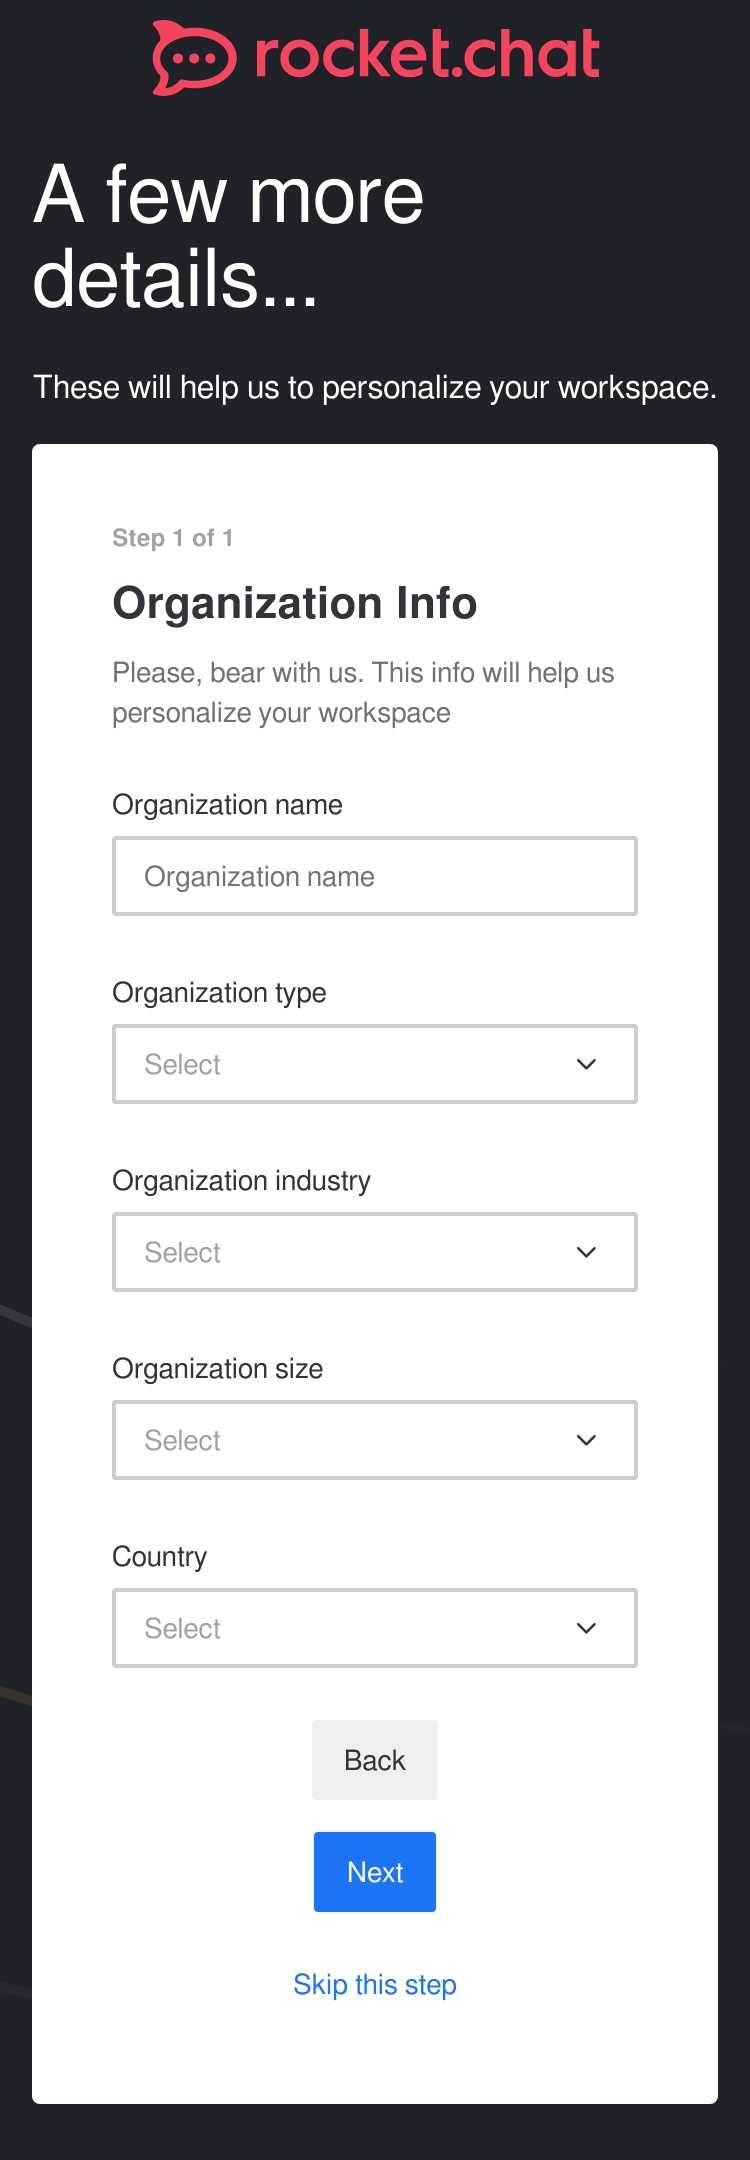 rocket.chat
A few more
details...
These will help us to personalize your workspace.
Step 1 of 1
Organization Info
Please, bear with us. This info will help us
personalize your workspace
Organization name
Organization name
Organization type
Select
Organization industry
Select
Organization size
Select
Country
Select
Back
Next
Skip this step